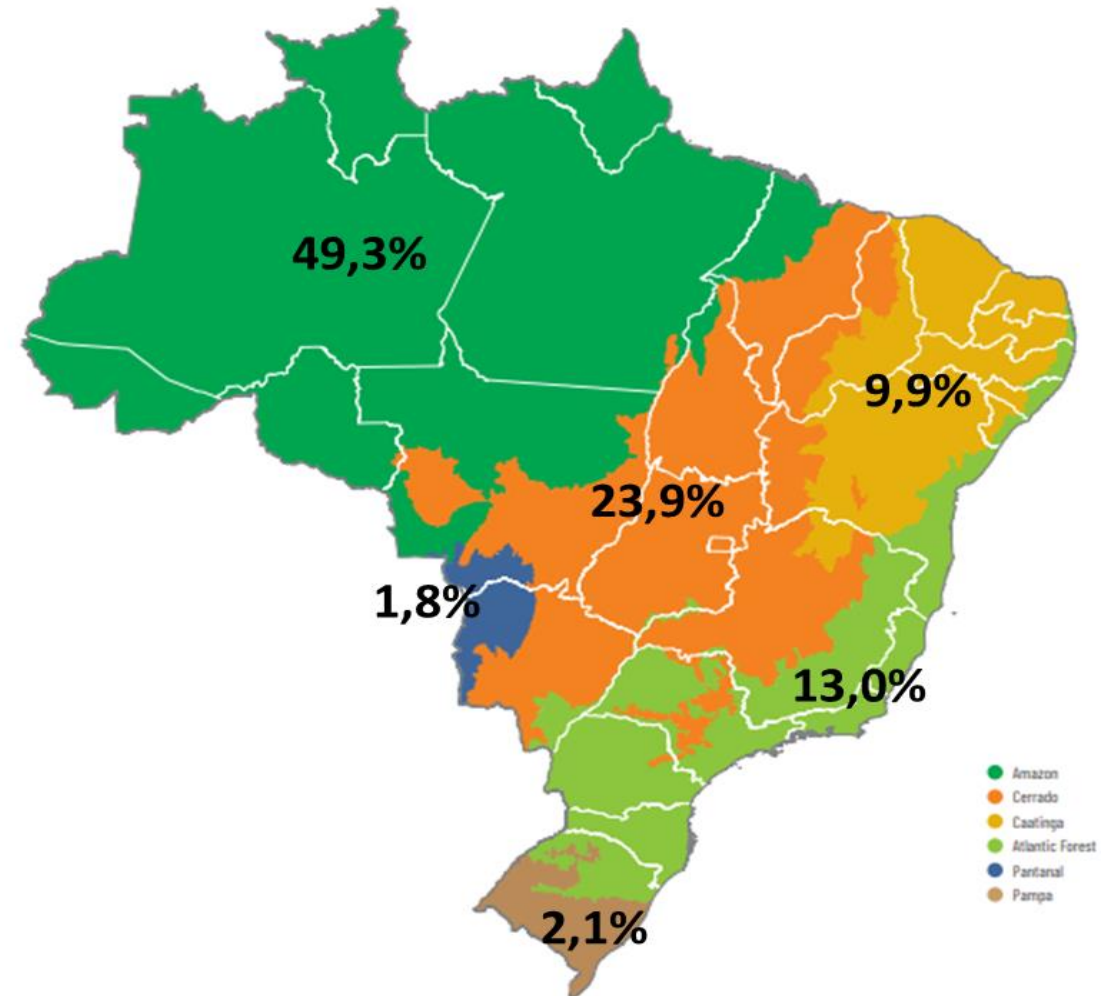 49,3%
9,9%
23,9%
1,8%
13,0%
2,1%
Amazon
Cerrado
Caatinga
Atlantic Forest
Pantanal
Pampa